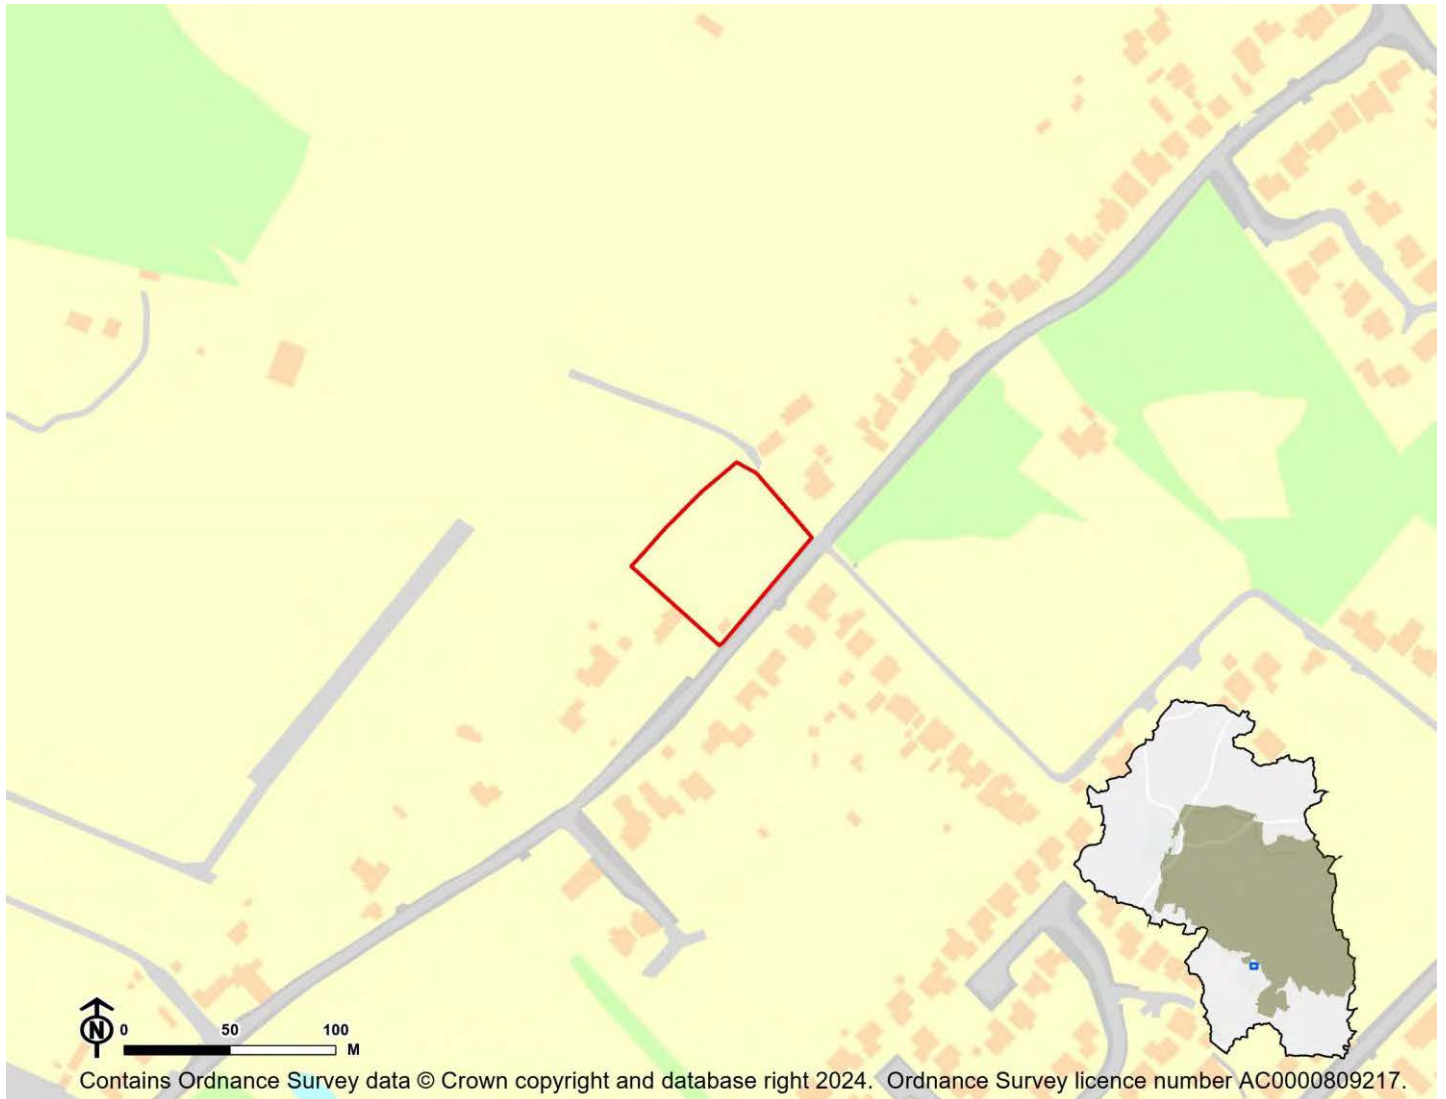 N
0 50 100
M
Contains Ordnance Survey data © Crown copyright and database right 2024. Ordnance Survey licence number AC0000809217.